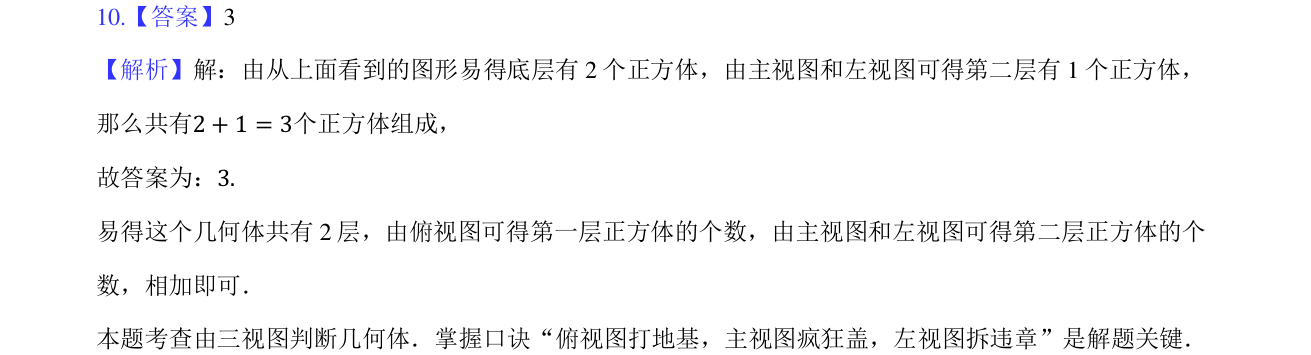 10.【答案】3
【解析】解：由从上面看到的图形易得底层有 2 个正方体，由主视图和左视图可得第二层有 1 个正方体，
那么共有2 + 1 = 3个正方体组成，
故答案为：3.
易得这个几何体共有 2 层，由俯视图可得第一层正方体的个数，由主视图和左视图可得第二层正方体的个
数，相加即可．
本题考查由三视图判断几何体．掌握口诀“俯视图打地基，主视图疯狂盖，左视图拆违章”是解题关键．